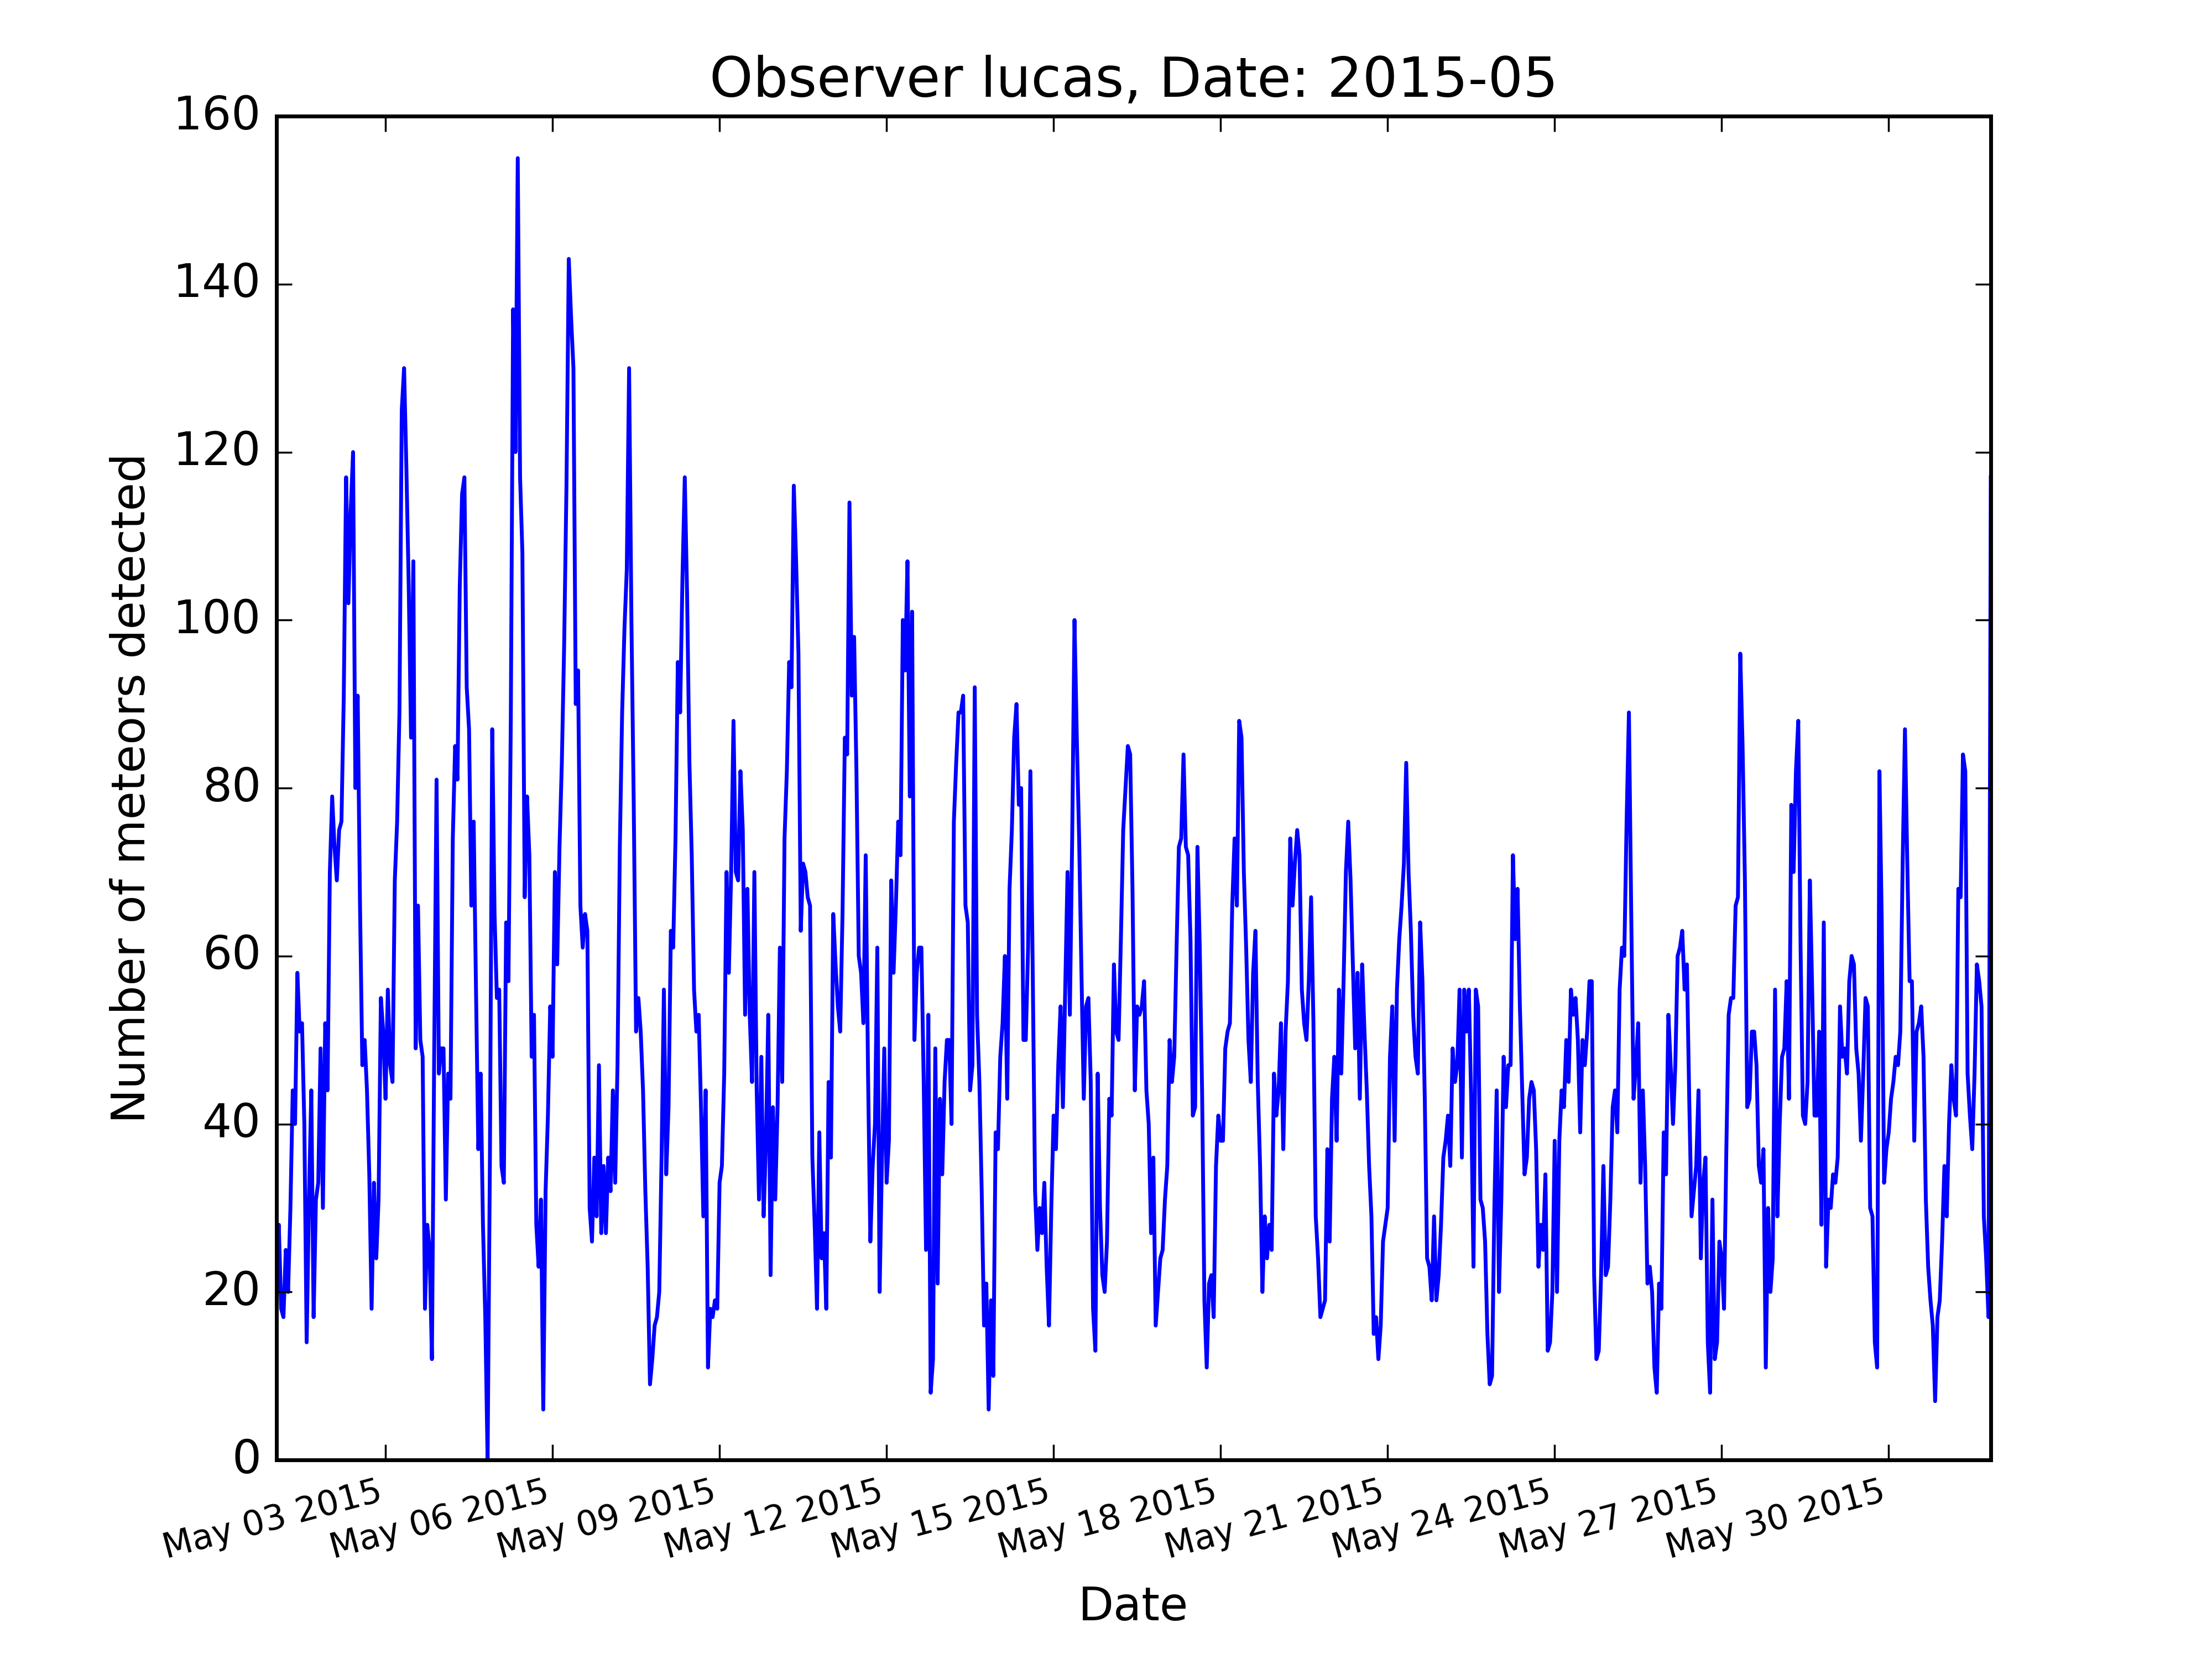 Observer lucas, Date: 2015-05
160
140
120
100
80
60
40
20
0
Number of meteors detected
May 03 2015
May 06 2015
May 09 2015
May 12 2015
May 15 2015
May 18 2015
May 21 2015
May 24 2015
May 27 2015
May 30 2015
Date